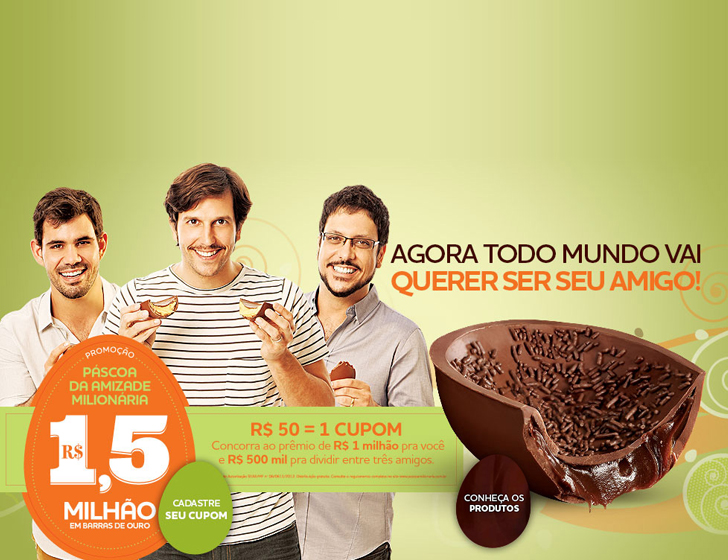 AGORA TODO MUNDO VAI
QUERER SER SEU AMIGO!
PROMOÇÃO
PÁSCOA
DA AMIZADE
MILIONÁRIA
R$ 1,5
MILHÃO
EM BARRAS DE OURO
R$ 50 = 1 CUPOM
Concorra ao prêmio de R$ 1 milhão pra você
e R$ 500 mil pra dividir entre três amigos.
CADASTRE
SEU CUPOM
CONHEÇA OS
PRODUTOS